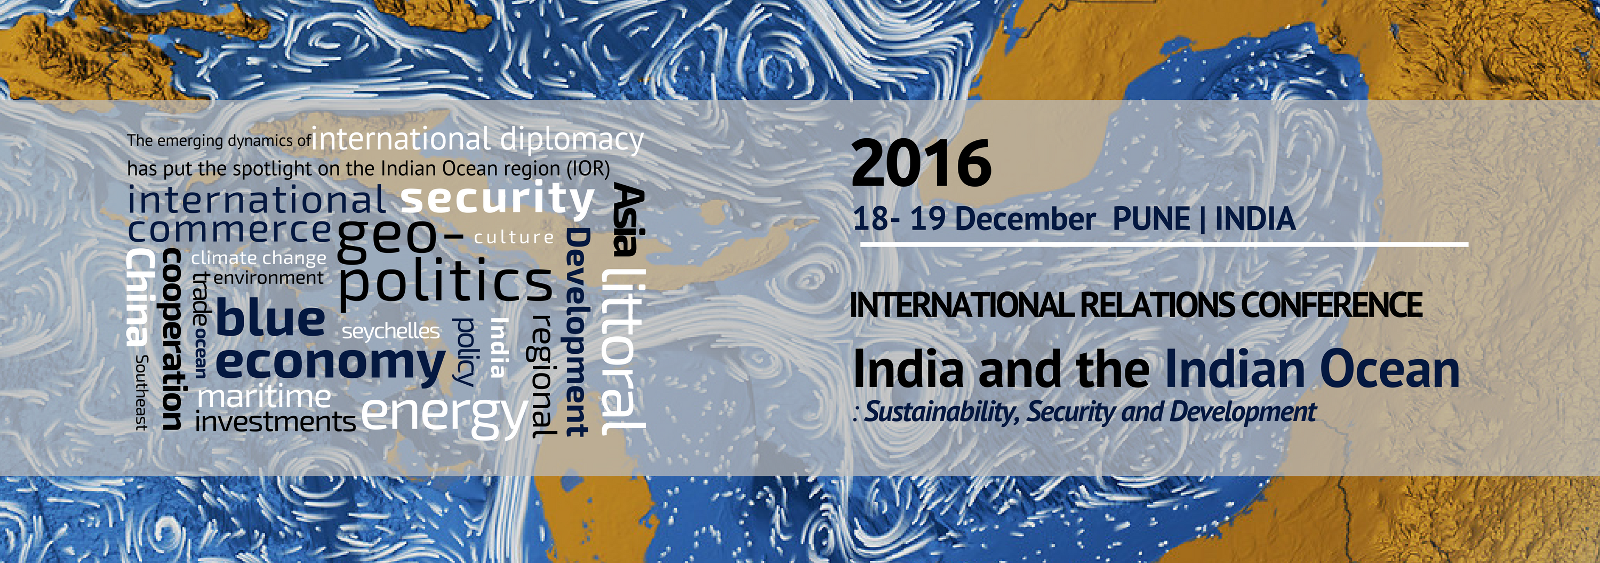 The emerging dynamics of international diplomacy
has put the spotlight on the Indian Ocean region (IOR)
international security
commerce geo- culture
politics
climate change
environment
Asia
littoral
Development
China
cooperation
trade
ocean
blue
economy
seychelles
policy
India
regional
Southeast
maritime
investments energy
2016
18- 19 December PUNE | INDIA
INTERNATIONAL RELATIONS CONFERENCE
India and the Indian Ocean
: Sustainability, Security and Development